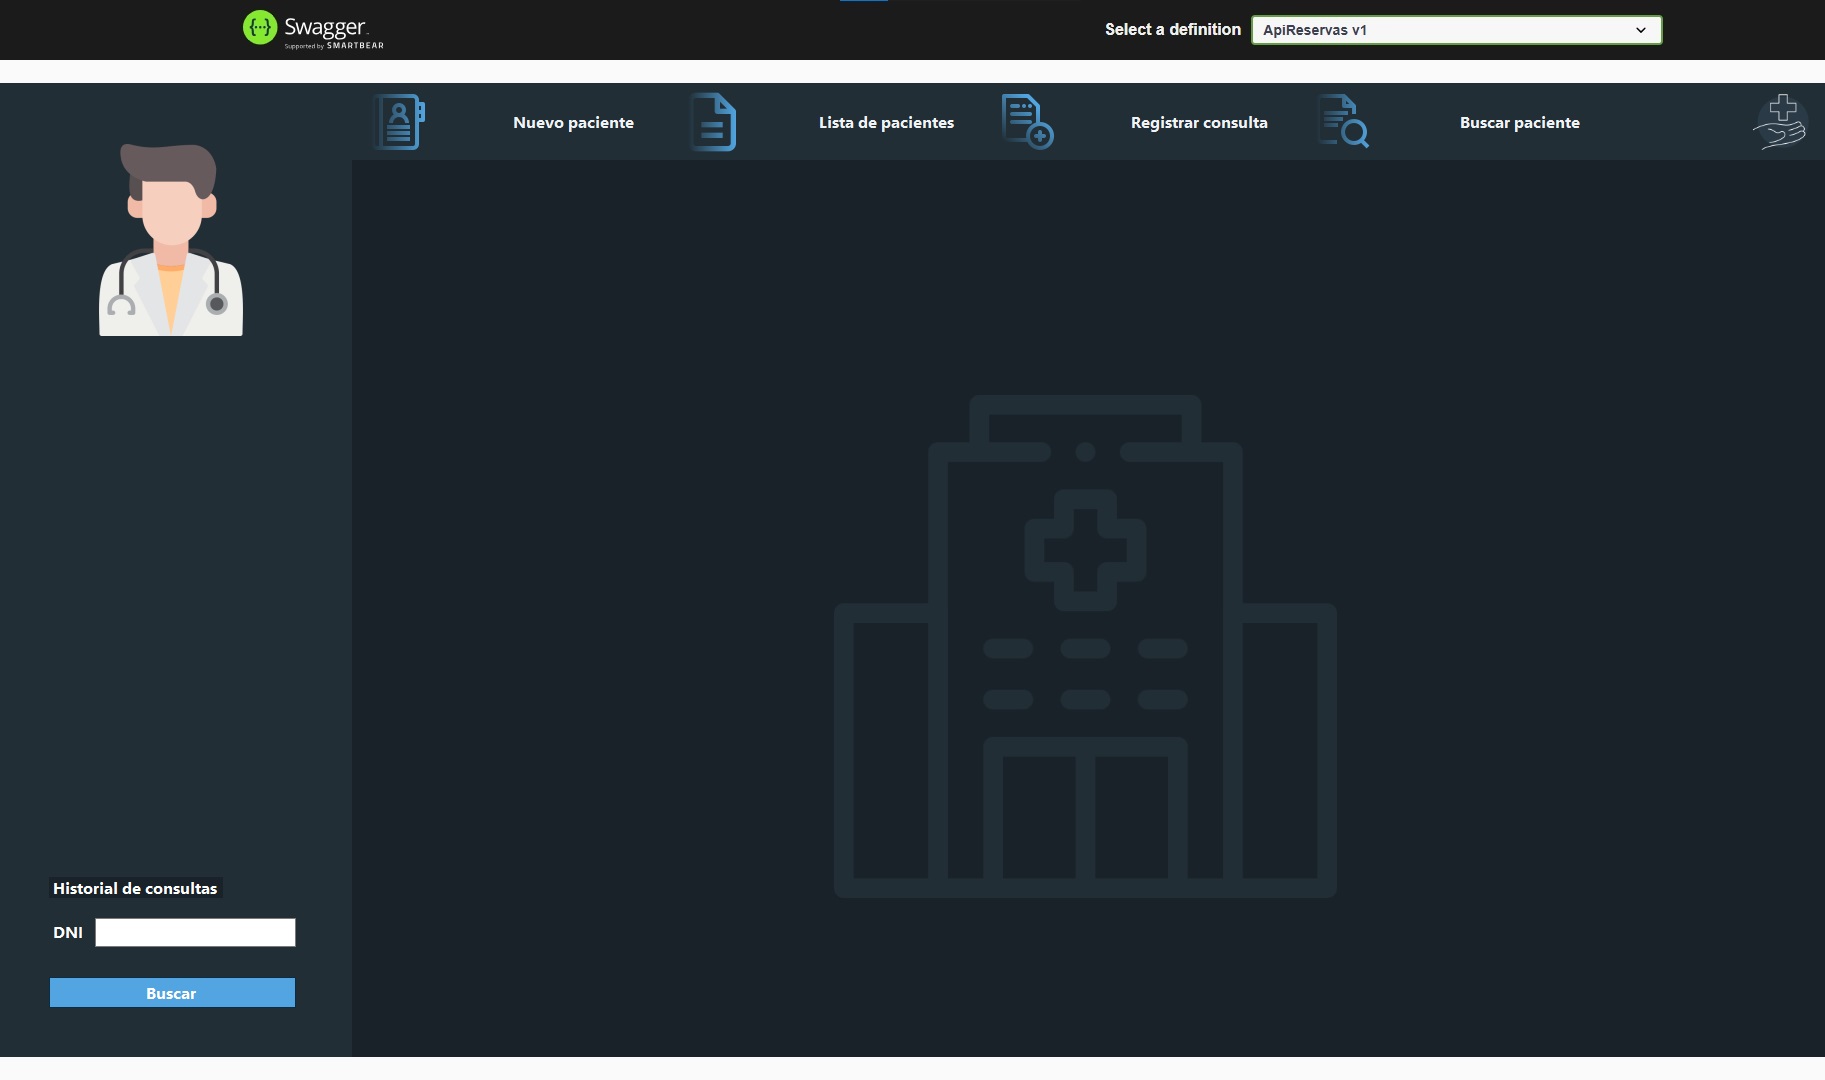 Swagger
Supported by SMARTBEAR
Select a definition
ApiReservas v1
Nuevo paciente
Lista de pacientes
Registrar consulta
Buscar paciente
Historial de consultas
DNI
Buscar